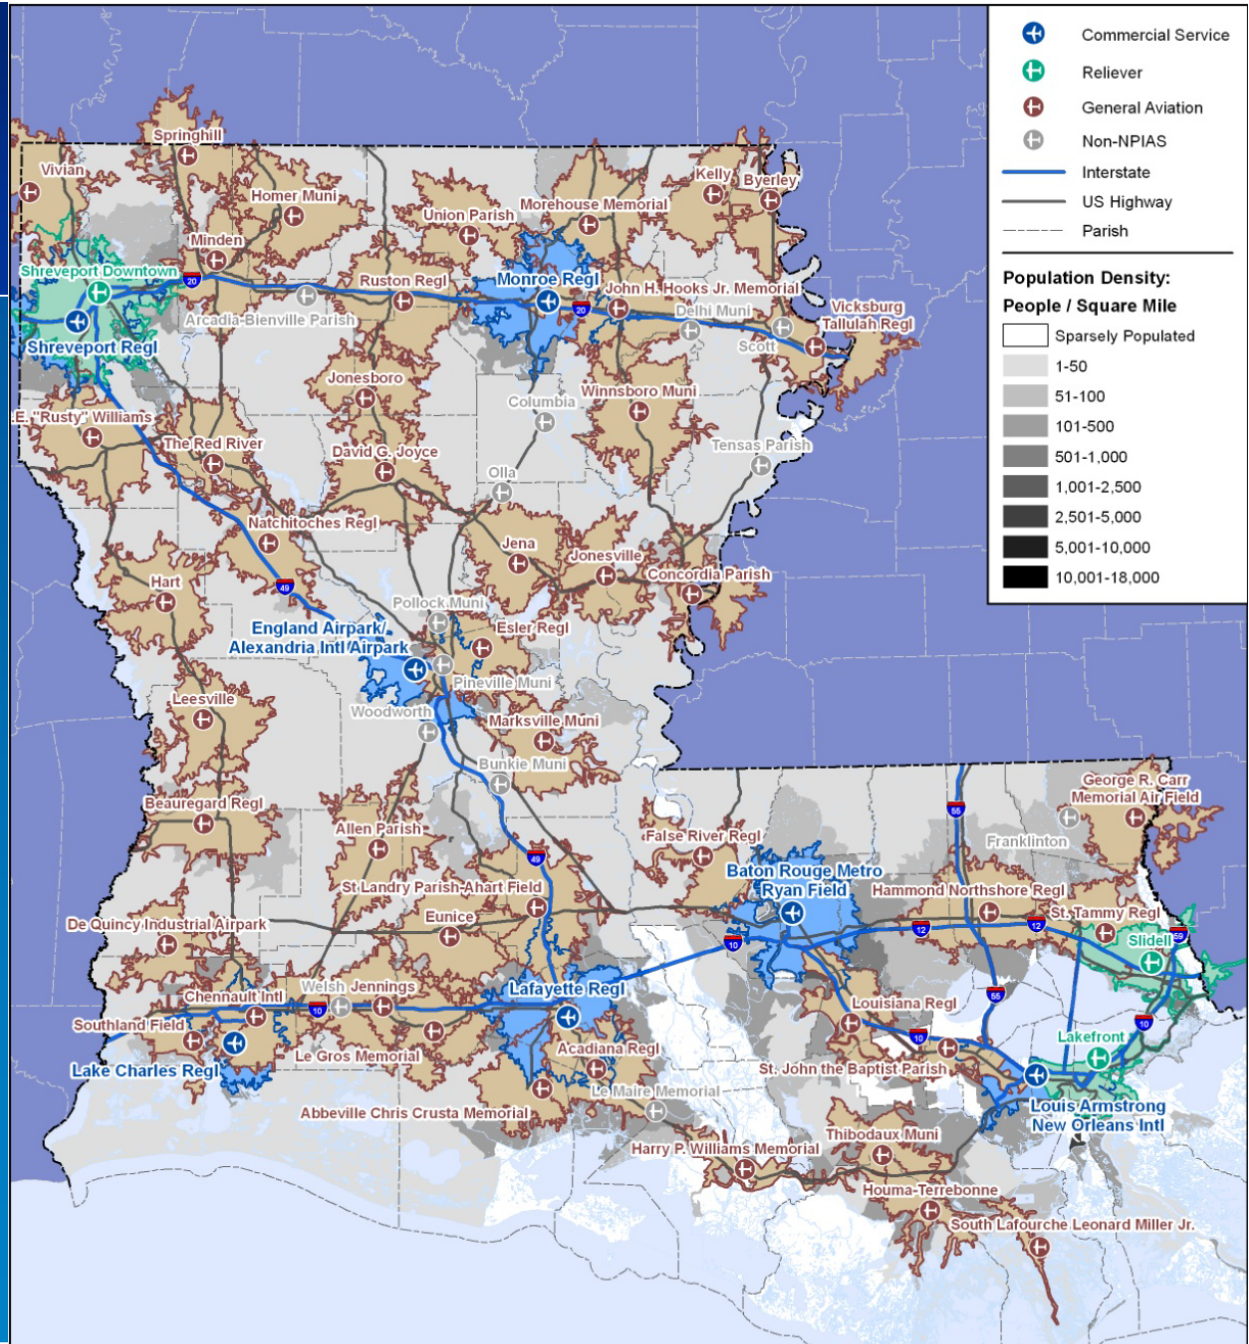 Commercial Service
Reliever
General Aviation
Non-NPIAS
Interstate
US Highway
Parish
Population Density:
People / Square Mile
Sparsely Populated
1-50
51-100
101-500
501-1,000
1,001-2,500
2,501-5,000
5,001-10,000
10,001-18,000
Springhill
Vivian
Homer Muni
Kelly
Byerley
Union Parish
Morehouse Memorial
Minden
Shreveport Downtown
20
Ruston Regl
Monroe Regl
John H. Hooks Jr. Memorial
20
Arcadia-Bienville Parish
Delhi Muni
Vicksburg
Tallulah Regl
Scott
Shreveport Regl
Jonesboro
Winnsboro Muni
Columbia
.E. "Rusty" Williams
The Red River
David G. Joyce
Tensas Parish
Olla
Natchitoches Regl
Jena
Jonesville
Concordia Parish
Hart
49
Pollock Muni
England Airpark/
Alexandria Intl Airpark
Esler Regl
Pineville Muni
Leesville
Woodworth
Marksville Muni
Bunkie Muni
Beauregard Regl
Allen Parish
49
False River Regl
55
George R. Carr
Memorial Air Field
Franklinton
Baton Rouge Metro
Ryan Field
St Landry Parish-Ahart Field
Hammond Northshore Regl
De Quincy Industrial Airpark
Eunice
St. Tammy Regl
10
12
12
59
Slidell
Chennault Intl
Welsh
Jennings
Lafayette Regl
10
55
Louisiana Regl
Southland Field
Le Gros Memorial
Acadiana Regl
10
10
Lakefront
Lake Charles Regl
St. John the Baptist Parish
Abbeville Chris Crusta Memorial
Le Maire Memorial
Louis Armstrong
New Orleans Intl
Thibodaux Muni
Harry P. Williams Memorial
Houma-Terrebonne
South Lafourche Leonard Miller Jr.